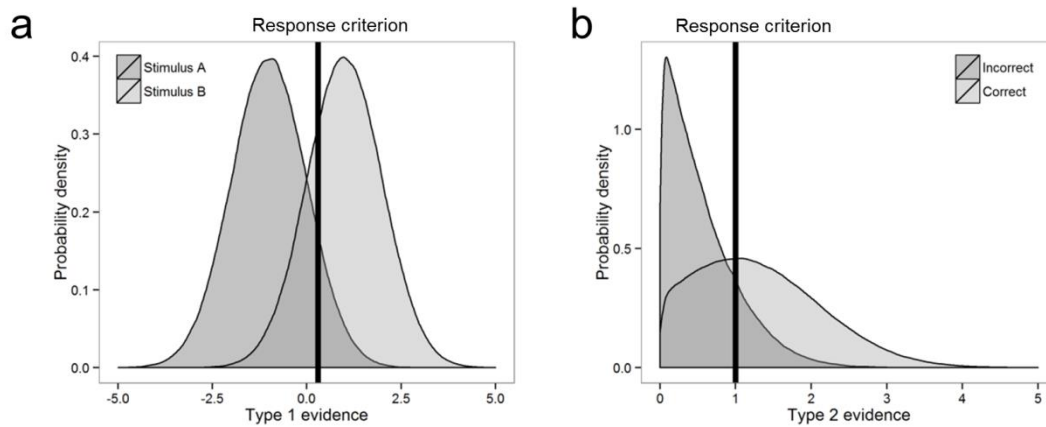 a
Response criterion
Stimulus A
Stimulus B
0.4
0.3
0.2
0.1
0.0
Probability density
-5.0 -2.5 0.0 2.5 5.0
Type 1 evidence
b
Response criterion
Incorrect
Correct
1.0
0.5
0.0
Probability density
0 1 2 3 4 5
Type 2 evidence